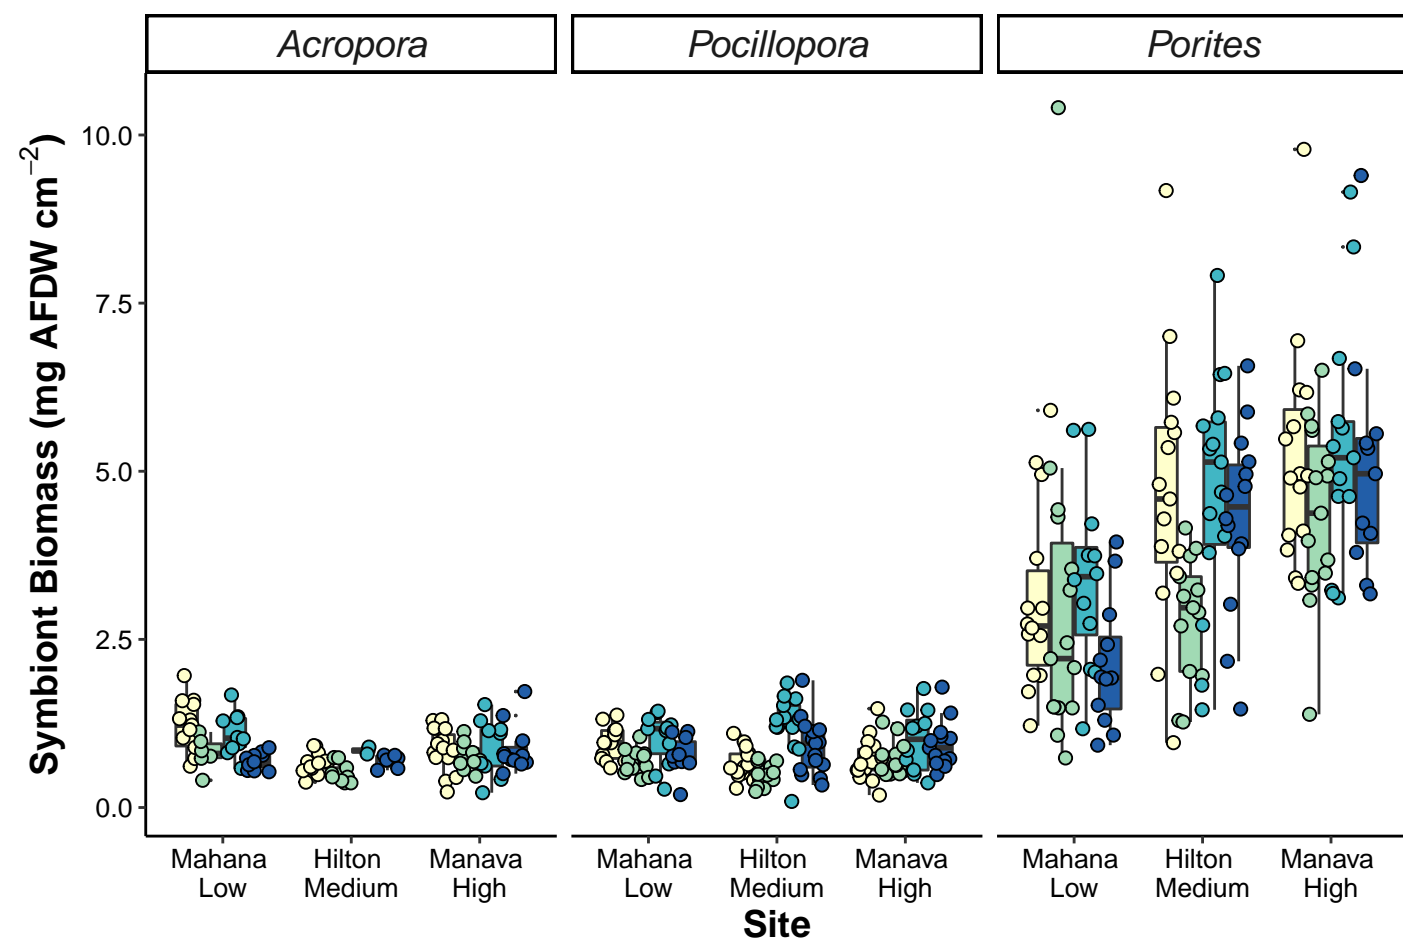 Acropora
Pocillopora
Porites
Symbiont Biomass (mg AFDW cm⁻²)
10.0
7.5
5.0
2.5
0.0
Mahana
Low
Hilton
Medium
Manava
High
Mahana
Low
Hilton
Medium
Manava
High
Mahana
Low
Hilton
Medium
Manava
High
Site